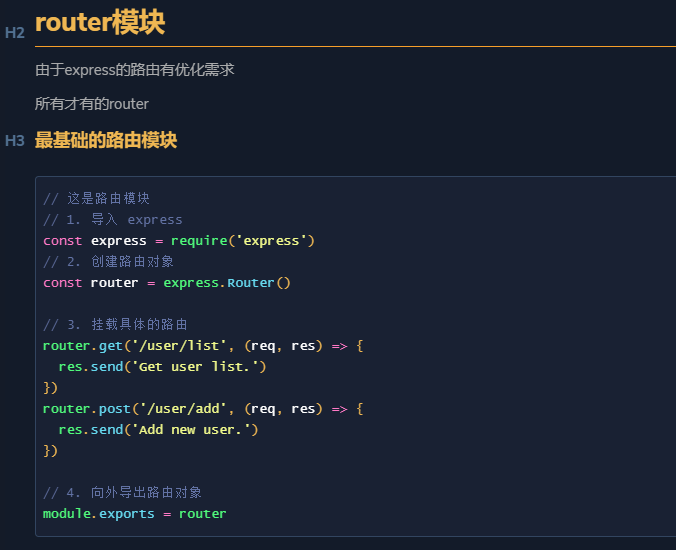 H2 router模块
由于express的路由有优化需求
所有才有的router
H3 最基础的路由模块
// 这是路由模块
// 1. 导入 express
const express = require('express')
// 2. 创建路由对象
const router = express.Router()
// 3. 挂载具体的路由
router.get('/user/list', (req, res) => {
  res.send('Get user list.')
})
router.post('/user/add', (req, res) => {
  res.send('Add new user.')
})
// 4. 向外导出路由对象
module.exports = router